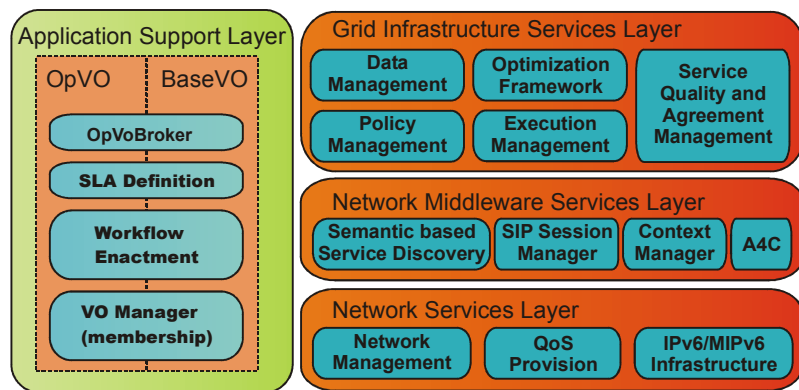 Application Support Layer
OpVO
BaseVO
OpVoBroker
SLA Definition
Workflow
Enactment
VO Manager
(membership)
Grid Infrastructure Services Layer
Data
Management
Optimization
Framework
Service
Quality and
Agreement
Management
Policy
Management
Execution
Management
Network Middleware Services Layer
Semantic based
Service Discovery
SIP Session
Manager
Context
Manager
A4C
Network Services Layer
Network
Management
QoS
Provision
IPv6/MIPv6
Infrastructure